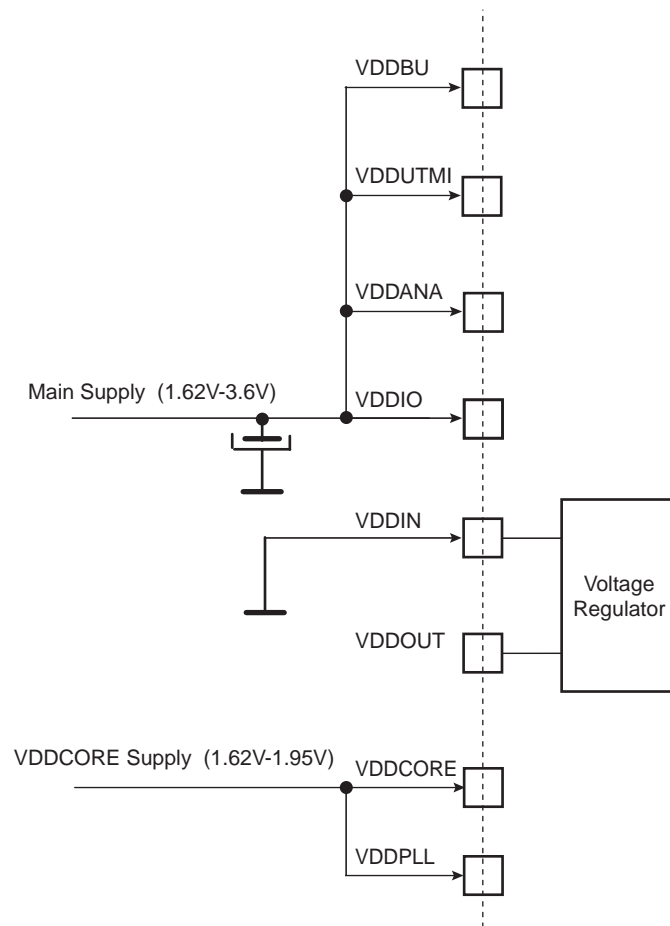 VDDBU
VDDUTMI
VDDANA
Main Supply (1.62V-3.6V)
VDDIO
VDDIN
Voltage
Regulator
VDDOUT
VDDCORE Supply (1.62V-1.95V)
VDDCORE
VDDPLL